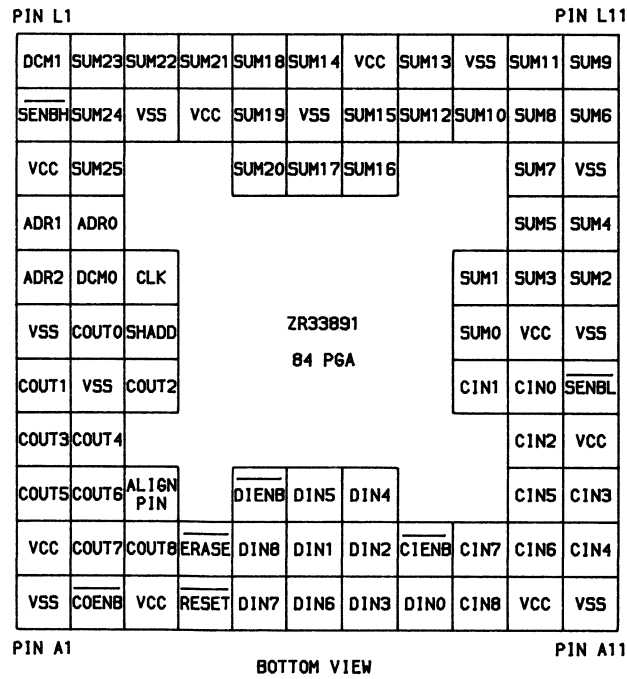 PIN L1 PIN L11
DCM1 SUM23 SUM22 SUM21 SUM18 SUM14 VCC SUM13 VSS SUM11 SUM9
SENBH SUM24 VSS VCC SUM19 VSS SUM15 SUM12 SUM10 SUM8 SUM6
VCC SUM25 SUM20 SUM17 SUM16 SUM7 VSS
ADR1 ADR0 SUM5 SUM4
ADR2 DCM0 CLK SUM1 SUM3 SUM2
VSS COUT0 SHADD ZR33891 SUM0 VCC VSS
84 PGA
COUT1 VSS COUT2 CIN1 CIN0 SENBL
COUT3 COUT4 CIN2 VCC
COUT5 COUT6 ALIGN PIN DIENB DIN5 DIN4 CIN5 CIN3
VCC COUT7 COUT8 ERASE DIN8 DIN1 DIN2 CIENB CIN7 CIN6 CIN4
VSS COENB VCC RESET DIN7 DIN6 DIN3 DIN0 CIN8 VCC VSS
PIN A1 PIN A11
BOTTOM VIEW